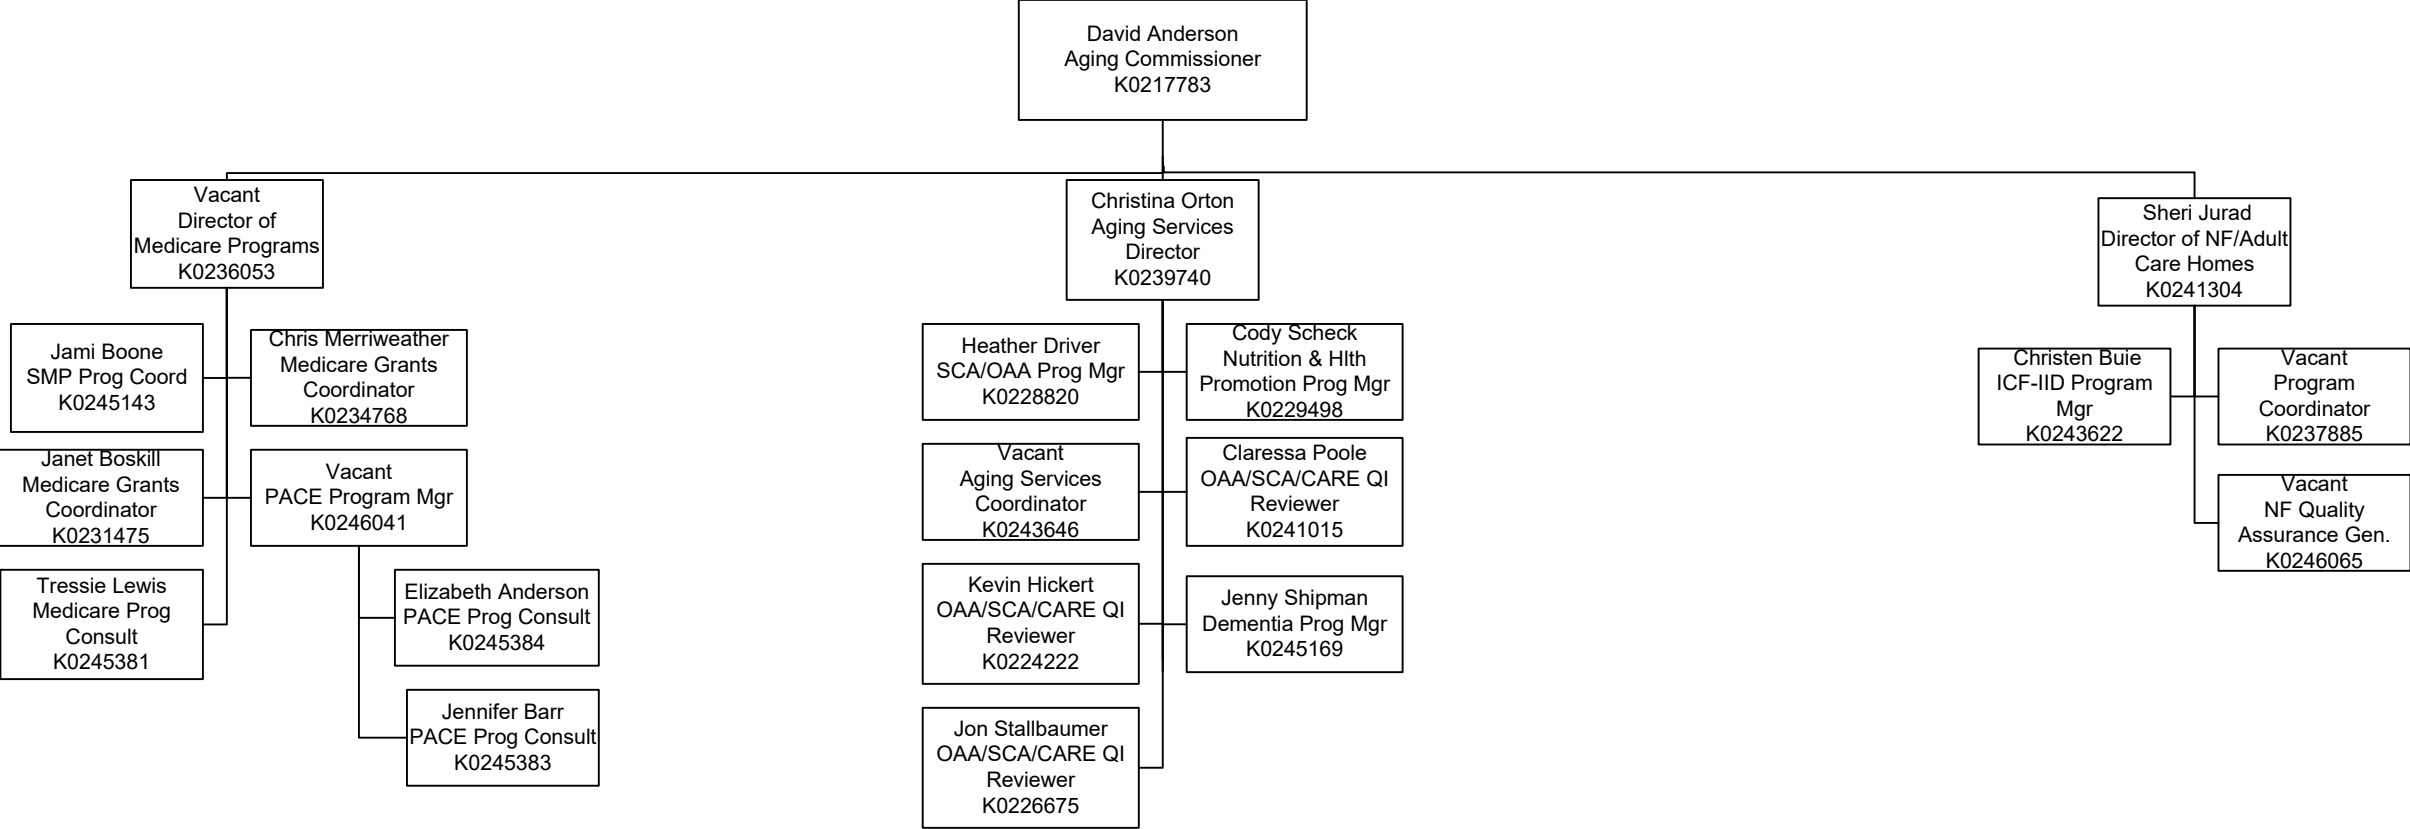 David Anderson
Aging Commissioner
K0217783
Vacant
Director of
Medicare Programs
K0236053
Christina Orton
Aging Services
Director
K0239740
Sheri Jurad
Director of NF/Adult
Care Homes
K0241304
Jami Boone
SMP Prog Coord
K0245143
Chris Merriweather
Medicare Grants
Coordinator
K0234768
Janet Boskill
Medicare Grants
Coordinator
K0231475
Vacant
PACE Program Mgr
K0246041
Tressie Lewis
Medicare Prog
Consult
K0245381
Elizabeth Anderson
PACE Prog Consult
K0245384
Jennifer Barr
PACE Prog Consult
K0245383
Heather Driver
SCA/OAA Prog Mgr
K0228820
Cody Scheck
Nutrition & Hlth
Promotion Prog Mgr
K0229498
Vacant
Aging Services
Coordinator
K0243646
Claressa Poole
OAA/SCA/CARE QI
Reviewer
K0241015
Kevin Hickert
OAA/SCA/CARE QI
Reviewer
K0224222
Jenny Shipman
Dementia Prog Mgr
K0245169
Jon Stallbaumer
OAA/SCA/CARE QI
Reviewer
K0226675
Christen Buie
ICF-IID Program
Mgr
K0243622
Vacant
Program
Coordinator
K0237885
Vacant
NF Quality
Assurance Gen.
K0246065